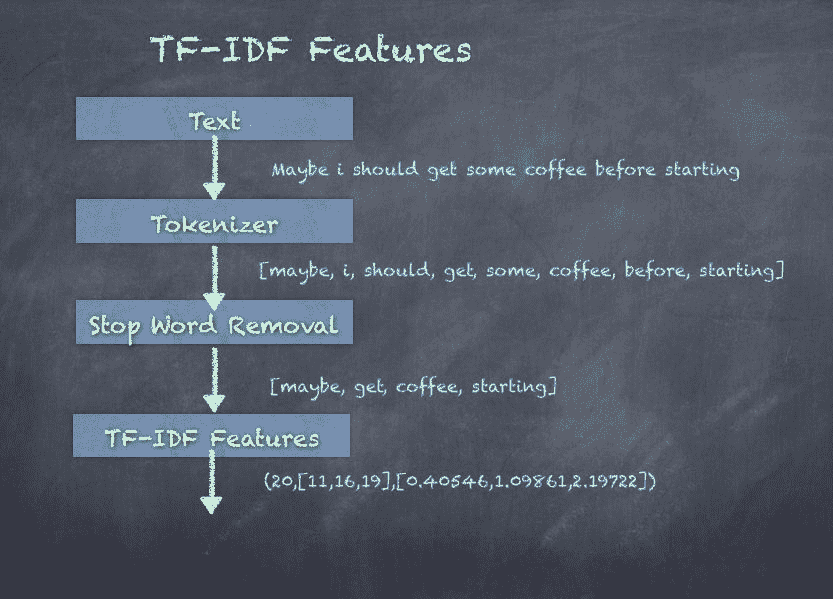 TF-IDF Features
Text
Maybe i should get some coffee before starting
Tokenizer
[maybe, i, should, get, some, coffee, before, starting]
Stop Word Removal
[maybe, get, coffee, starting]
TF-IDF Features
(20,[11,16,19],[0.40546,1.09861,2.19722])